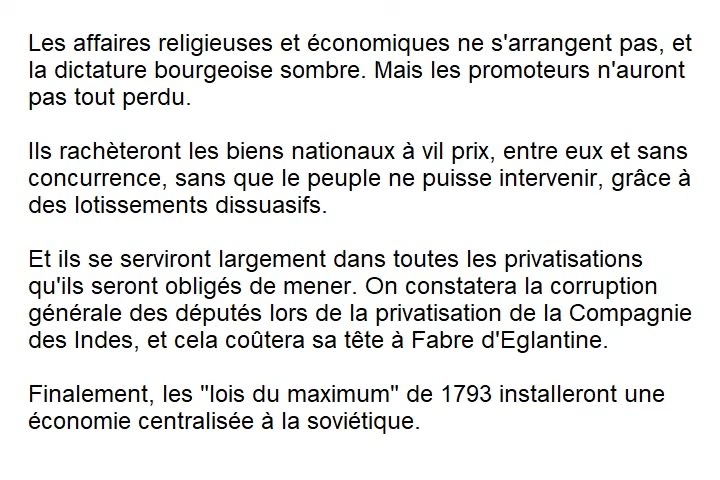 Les affaires religieuses et économiques ne s'arrangent pas, et
la dictature bourgeoise sombre. Mais les promoteurs n'auront
pas tout perdu.
Ils rachèteront les biens nationaux à vil prix, entre eux et sans
concurrence, sans que le peuple ne puisse intervenir, grâce à
des lotissements dissuasifs.
Et ils se serviront largement dans toutes les privatisations
qu'ils seront obligés de mener. On constatera la corruption
générale des députés lors de la privatisation de la Compagnie
des Indes, et cela coûtera sa tête à Fabre d'Eglantine.
Finalement, les "lois du maximum" de 1793 installeront une
économie centralisée à la soviétique.